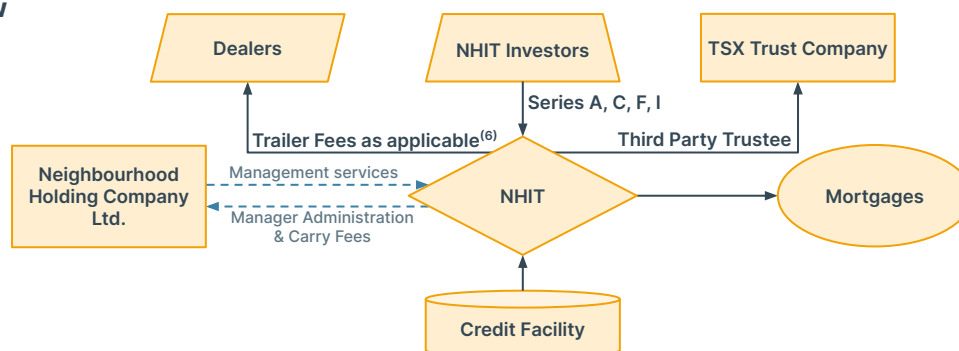 Dealers
NHIT Investors
TSX Trust Company
Series A, C, F, I
Trailer Fees as applicable(6)
Third Party Trustee
Neighbourhood
Holding Company
Ltd.
Management services
Manager Administration
& Carry Fees
NHIT
Mortgages
Credit Facility